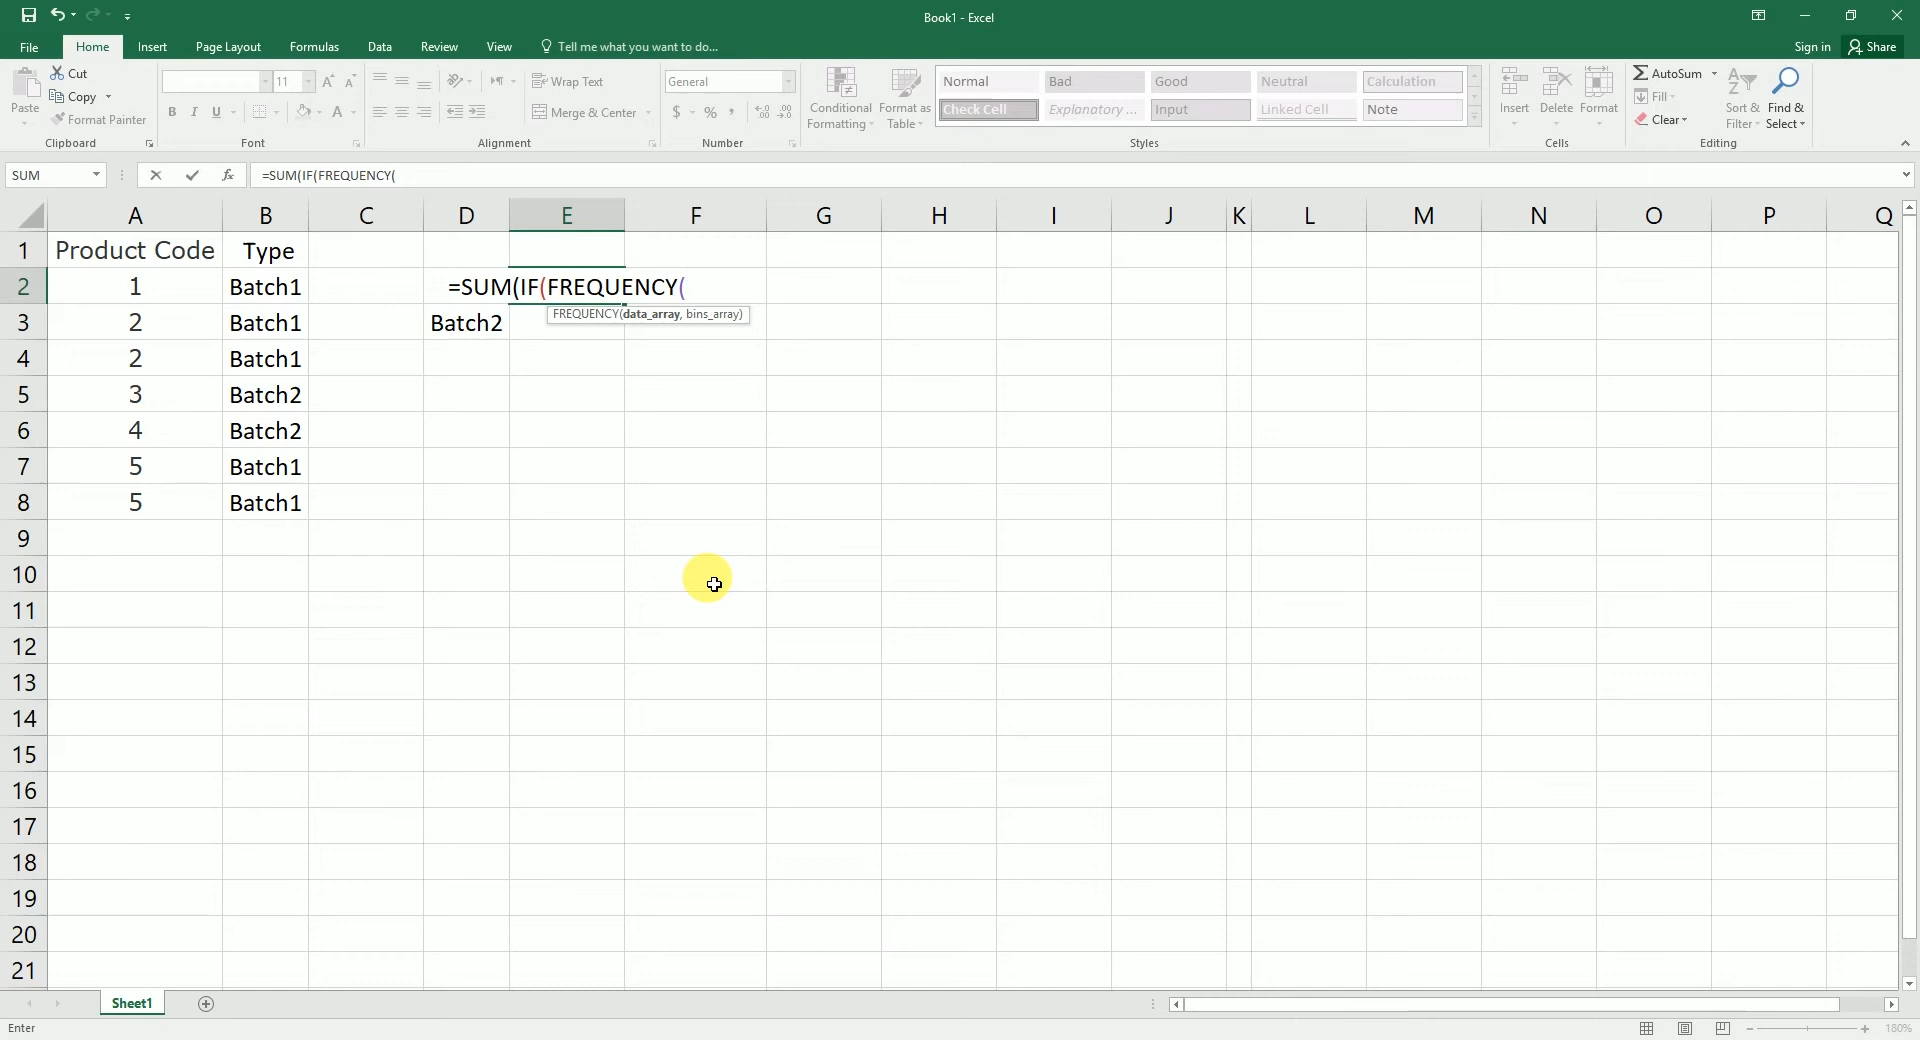 Book1 - Excel
File Home Insert Page Layout Formulas Data Review View Tell me what you want to do... Sign in Share
Paste Cut Copy Format Painter Clipboard
11 A A B I U A Font
Wrap Text Merge & Center Alignment
General $ % , .0 .00 Number
Conditional Formatting Format as Table
Normal Bad Good Neutral Calculation
Check Cell Explanatory ... Input Linked Cell Note
Styles
Insert Delete Format Cells
AutoSum Fill Clear Sort & Filter Find & Select Editing
SUM fx =SUM(IF(FREQUENCY(
A B C D E F G H I J K L M N O P Q
1 Product Code Type
2 1 Batch1 =SUM(IF(FREQUENCY(
FREQUENCY(data_array, bins_array)
3 2 Batch1 Batch2
4 2 Batch1
5 3 Batch2
6 4 Batch2
7 5 Batch1
8 5 Batch1
9
10
11
12
13
14
15
16
17
18
19
20
21
Sheet1
Enter 180%